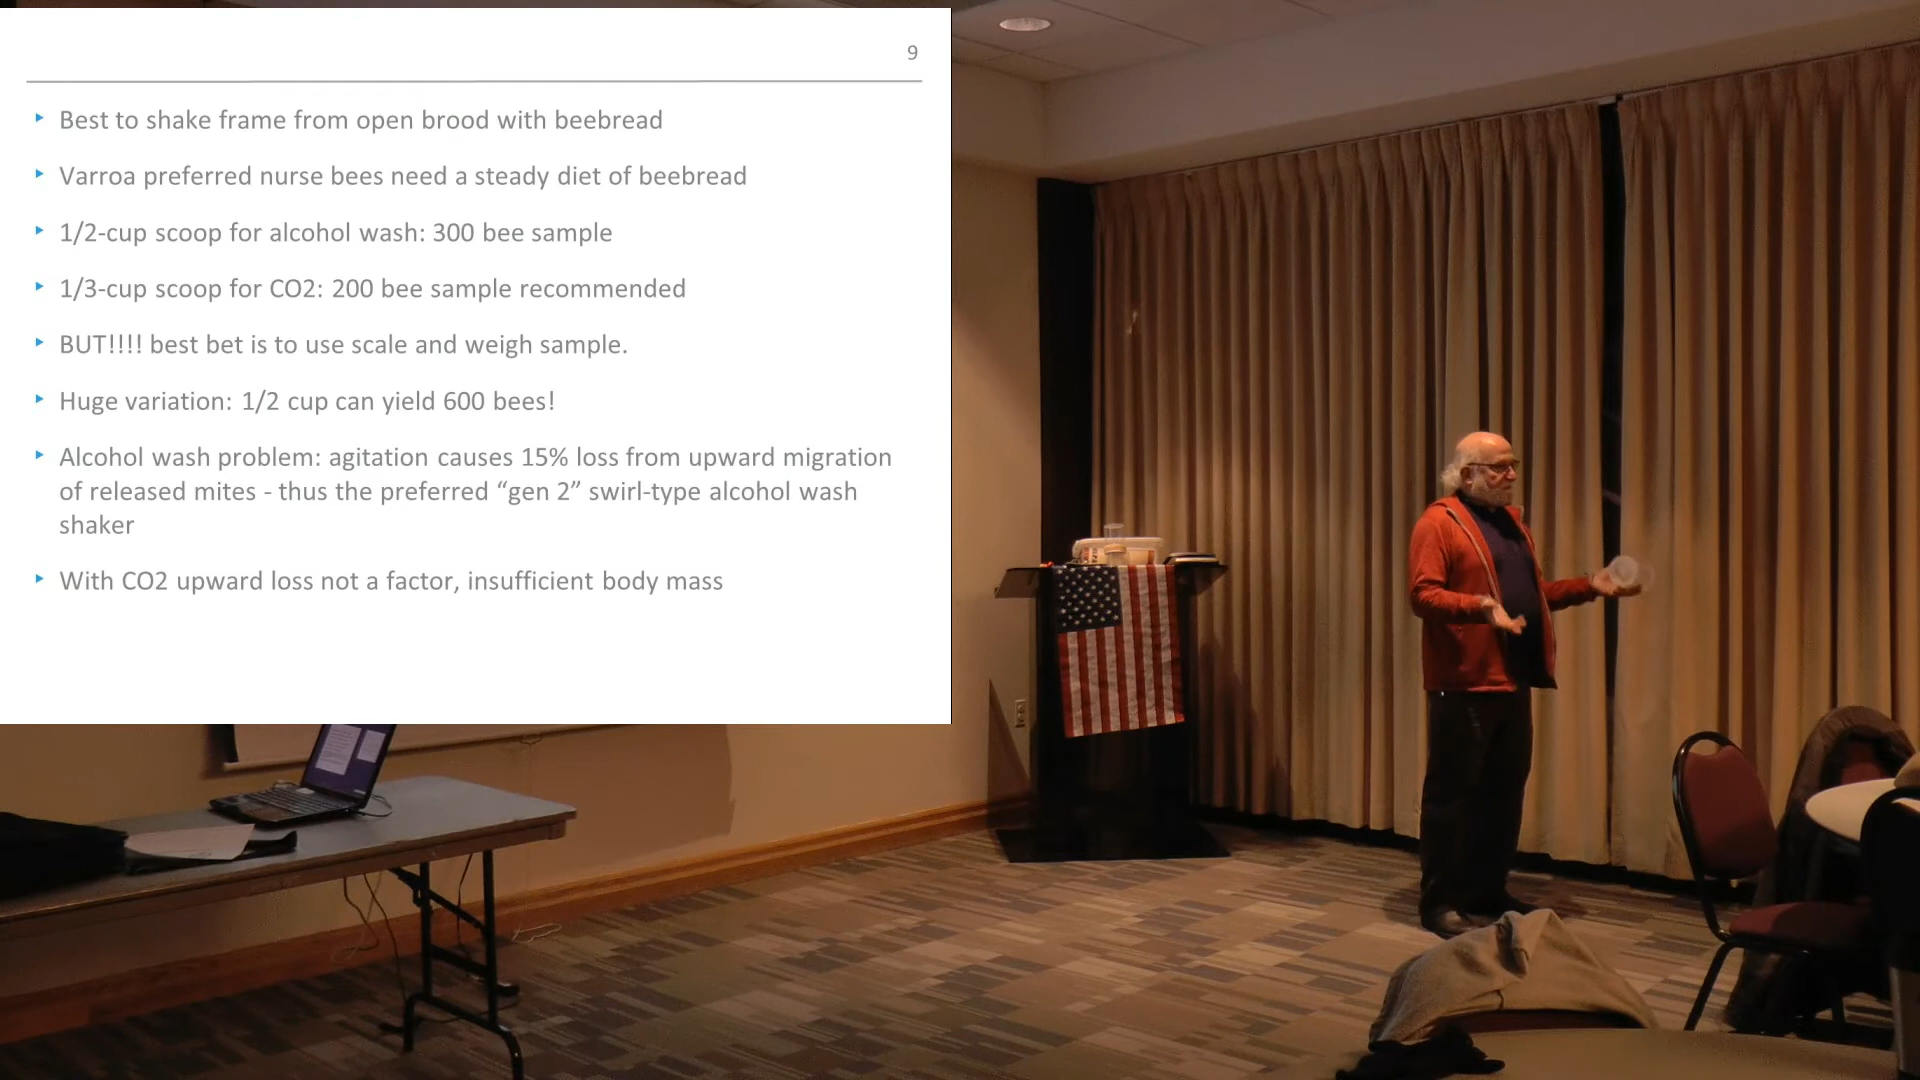 9
Best to shake frame from open brood with beebread
Varroa preferred nurse bees need a steady diet of beebread
1/2-cup scoop for alcohol wash: 300 bee sample
1/3-cup scoop for CO2: 200 bee sample recommended
BUT!!!! best bet is to use scale and weigh sample.
Huge variation: 1/2 cup can yield 600 bees!
Alcohol wash problem: agitation causes 15% loss from upward migration
of released mites - thus the preferred “gen 2” swirl-type alcohol wash
shaker
With CO2 upward loss not a factor, insufficient body mass